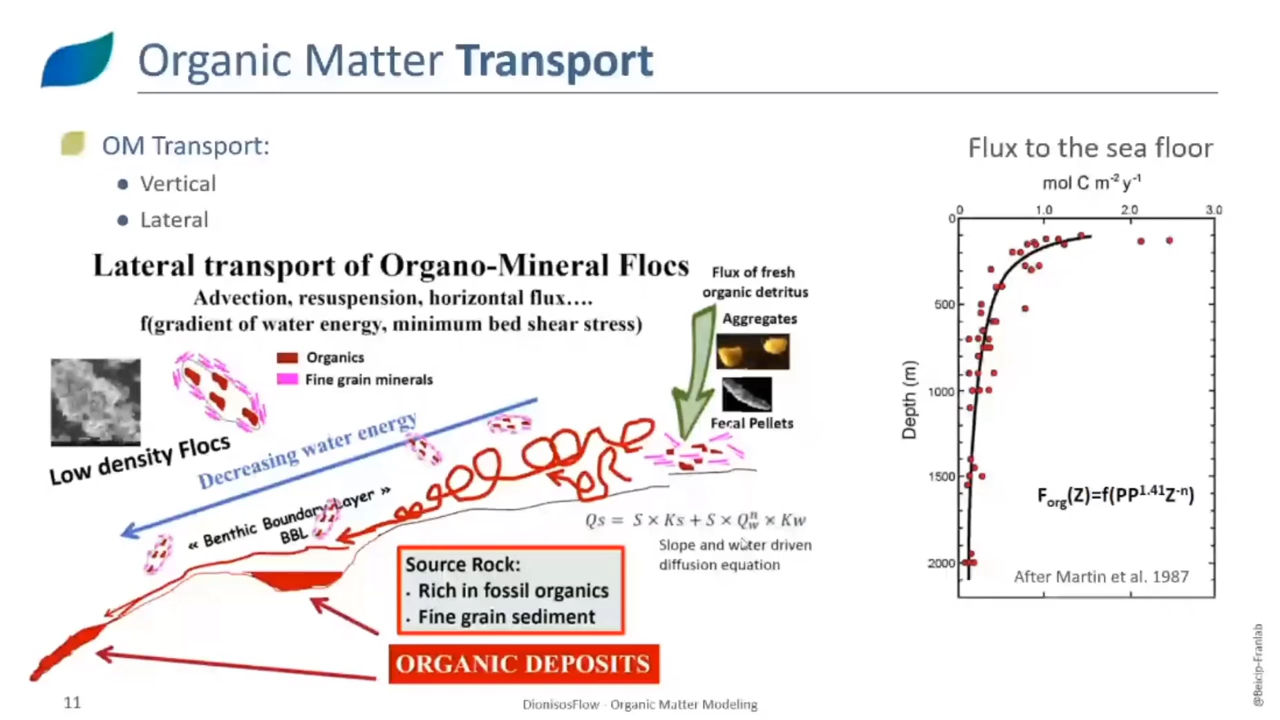 Organic Matter Transport
OM Transport:
• Vertical
• Lateral
Lateral transport of Organo-Mineral Flocs
Advection, resuspension, horizontal flux....
f(gradient of water energy, minimum bed shear stress)
Organics
Fine grain minerals
Low density Flocs
Decreasing water energy
« Benthic Boundary Layer »
BBL
Flux of fresh
organic detritus
Aggregates
Fecal Pellets
Qs = S × Ks + S × Q_w^n × Kw
Slope and water driven
diffusion equation
Source Rock:
. Rich in fossil organics
. Fine grain sediment
ORGANIC DEPOSITS
Flux to the sea floor
mol C m⁻² y⁻¹
0 1.0 2.0 3.0
0
500
1000
1500
2000
Depth (m)
F_org(Z)=f(PP^1.41 Z^-n)
After Martin et al. 1987
11
DionisosFlow - Organic Matter Modeling
@Beicip-Franlab